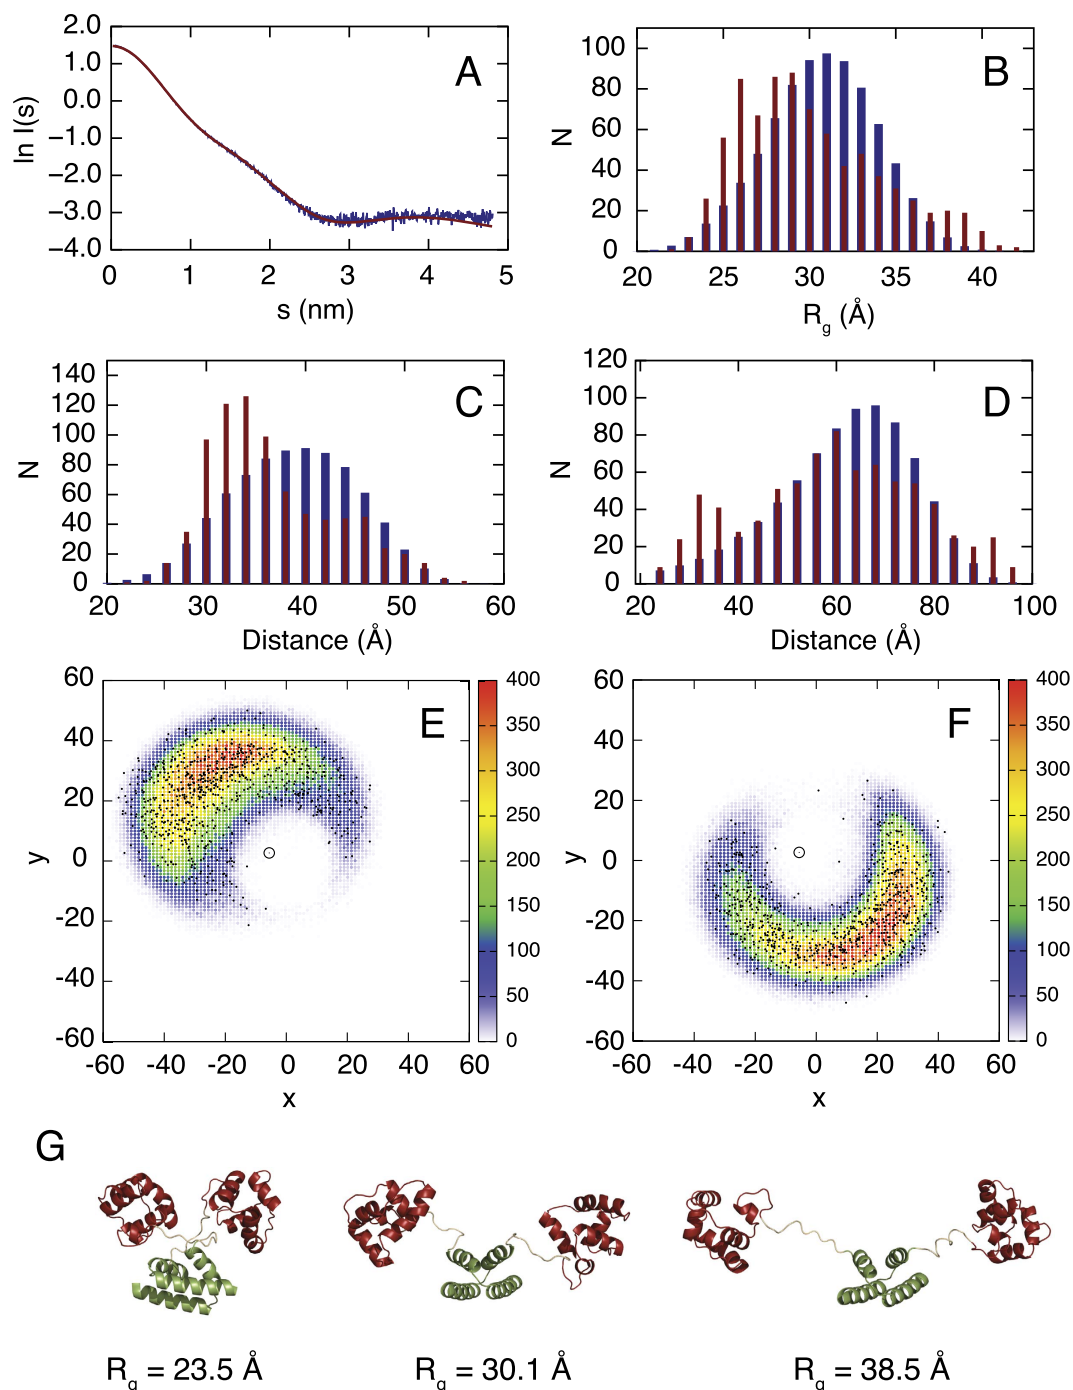 2.0
1.0
0.0
-1.0
-2.0
-3.0
-4.0
ln I(s)
A
0 1 2 3 4 5
s (nm)
100
80
60
40
20
0
N
B
20 25 30 35 40
Rg (Å)
140
120
100
80
60
40
20
0
N
C
20 30 40 50 60
Distance (Å)
120
100
80
60
40
20
0
N
D
20 40 60 80 100
Distance (Å)
60
40
20
0
-20
-40
-60
y
E
-60 -40 -20 0 20 40 60
x
400
350
300
250
200
150
100
50
0
60
40
20
0
-20
-40
-60
y
F
-60 -40 -20 0 20 40 60
x
400
350
300
250
200
150
100
50
0
G
Rg = 23.5 Å Rg = 30.1 Å Rg = 38.5 Å